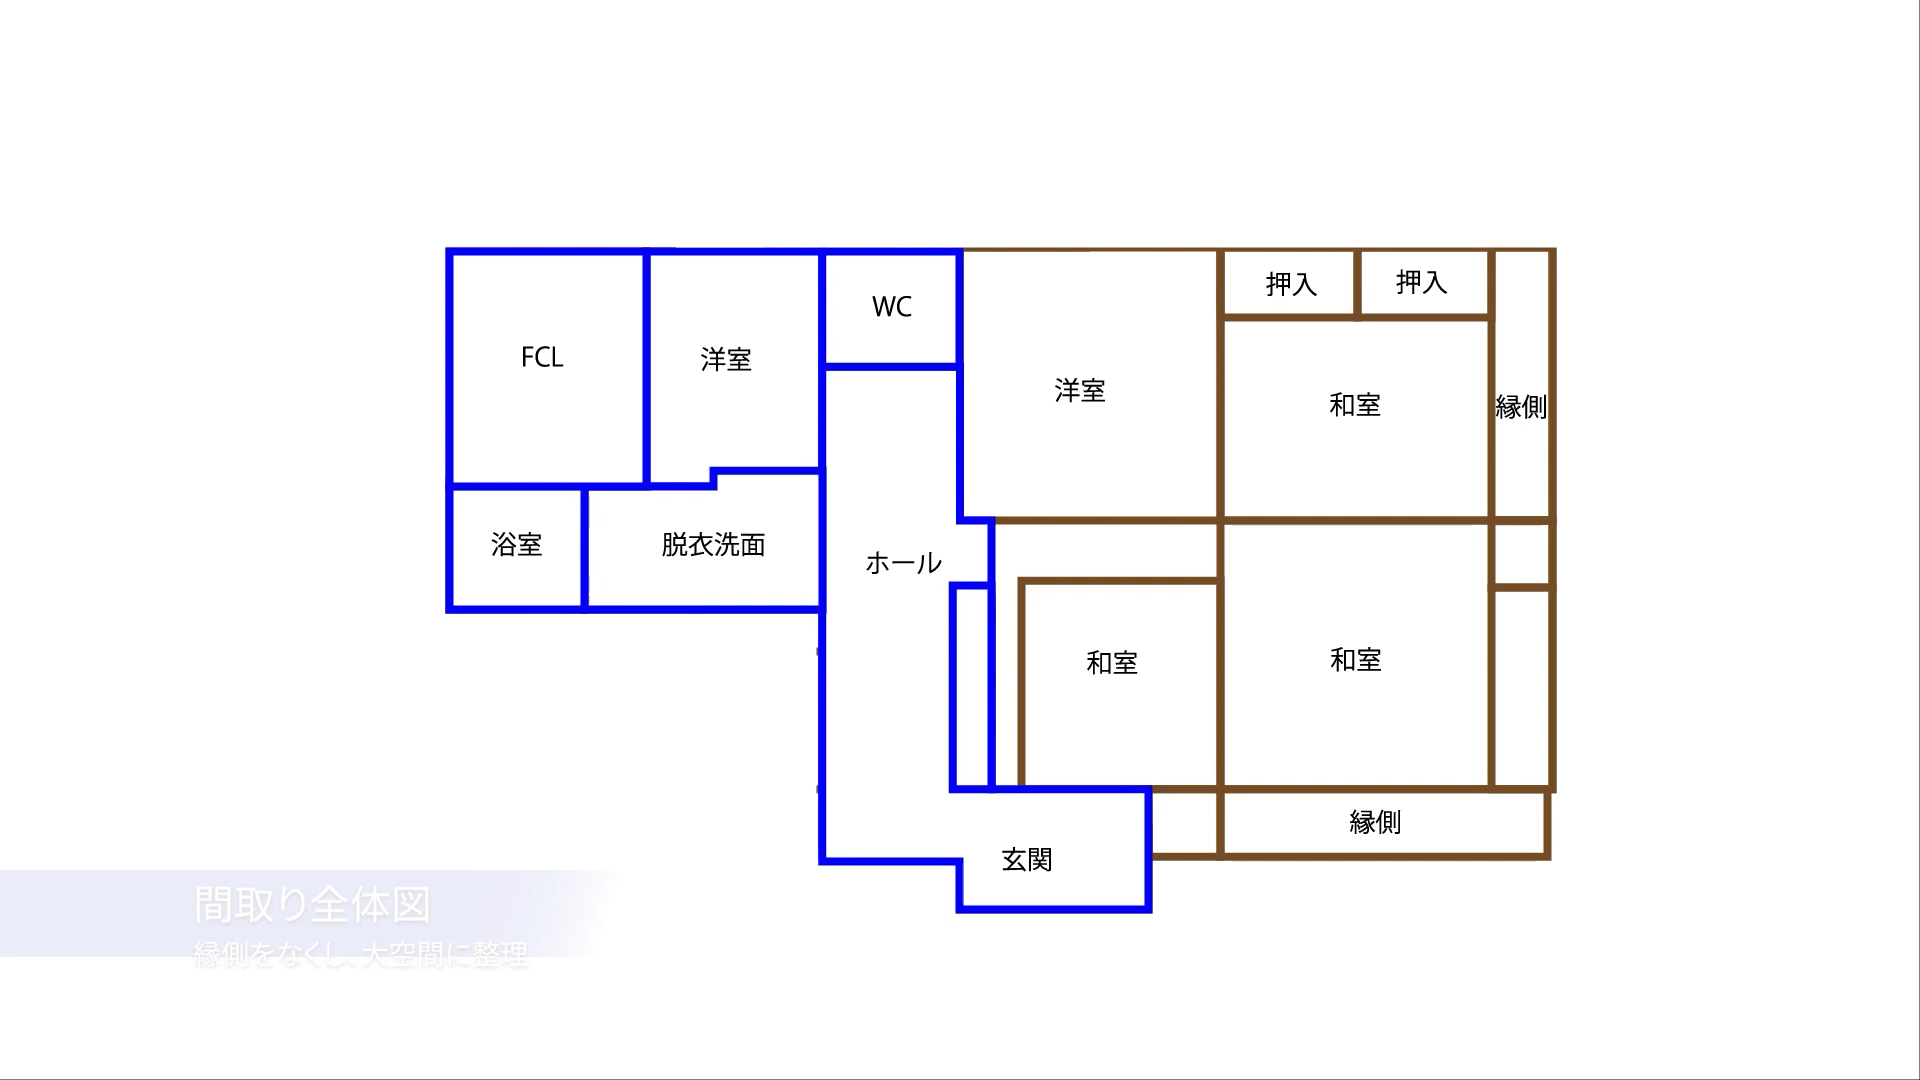 FCL
洋室
WC
洋室
押入
押入
和室
縁側
浴室
脱衣洗面
ホール
和室
和室
縁側
玄関
間取り全体図
縁側をなくし、大空間に整理